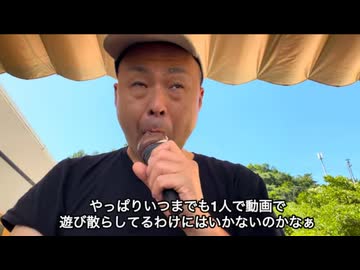 やっぱりいつまでも1人で動画で
遊び散らしてるわけにはいかないのかなぁ